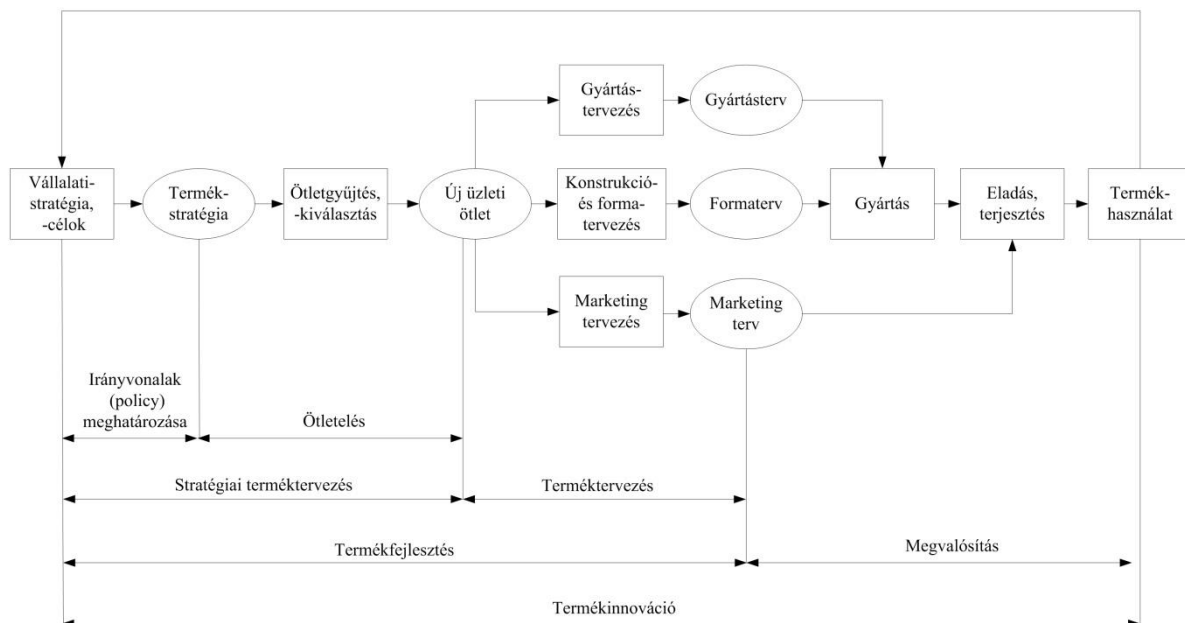 Gyártás-
tervezés
Gyártásterv
Vállalati-
stratégia,
-célok
Termék-
stratégia
Ötletgyűjtés,
-kiválasztás
Új üzleti
ötlet
Konstrukció-
és forma-
tervezés
Formaterv
Gyártás
Eladás,
terjesztés
Termék-
használat
Marketing
tervezés
Marketing
terv
Irányvonalak
(policy)
meghatározása
Ötletelés
Stratégiai terméktervezés
Terméktervezés
Termékfejlesztés
Megvalósítás
Termékinnováció